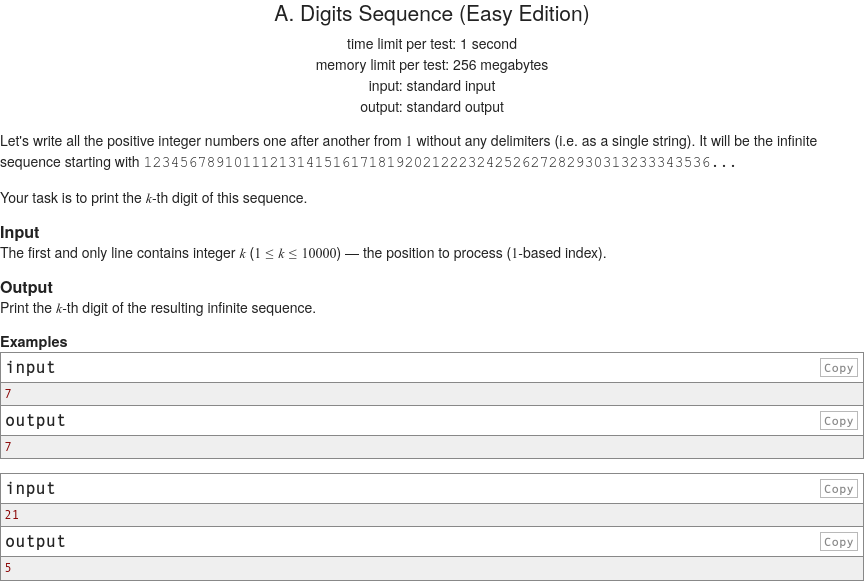 A. Digits Sequence (Easy Edition)
time limit per test: 1 second
memory limit per test: 256 megabytes
input: standard input
output: standard output
Let's write all the positive integer numbers one after another from 1 without any delimiters (i.e. as a single string). It will be the infinite
sequence starting with 123456789101112131415161718192021222324252627282930313233343536...
Your task is to print the k-th digit of this sequence.
Input
The first and only line contains integer k (1 ≤ k ≤ 10000) — the position to process (1-based index).
Output
Print the k-th digit of the resulting infinite sequence.
Examples
input Copy
7
output Copy
7
input Copy
21
output Copy
5